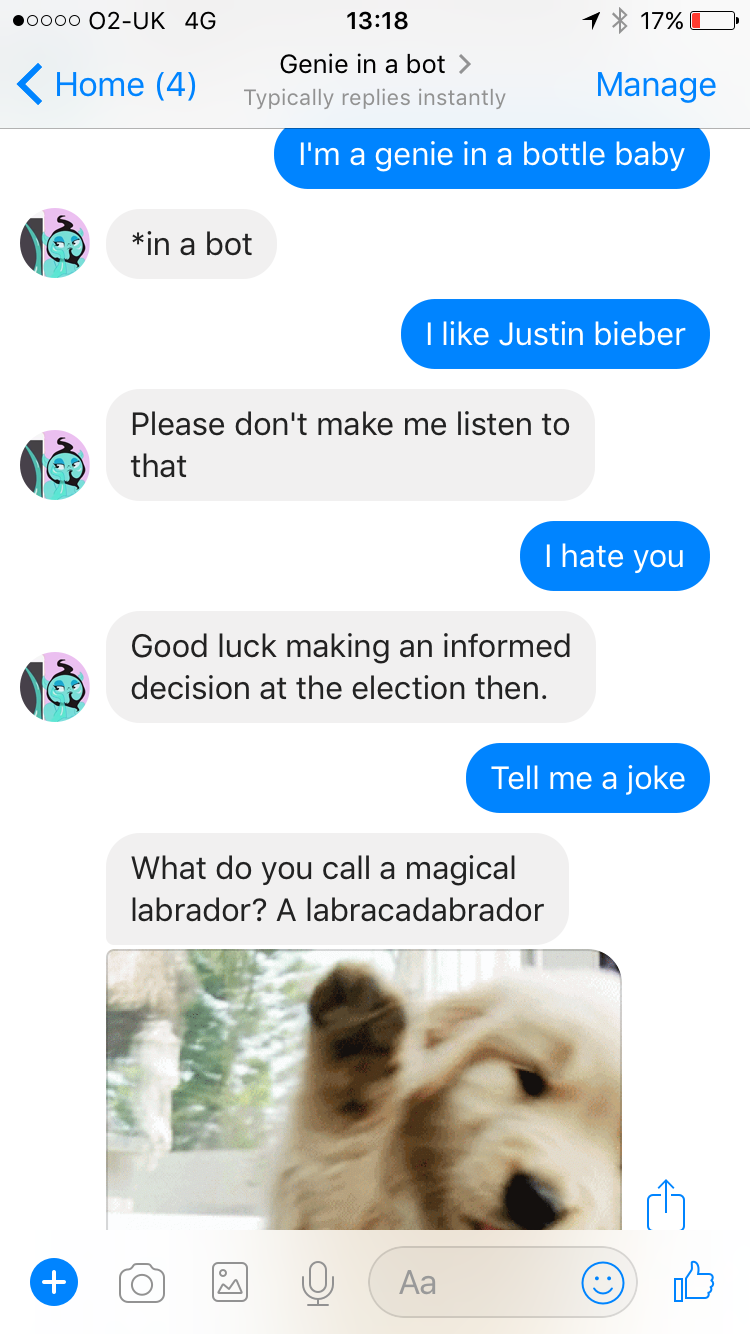 O2-UK 4G 13:18 17%
Home (4) Genie in a bot Manage
Typically replies instantly
I'm a genie in a bottle baby
*in a bot
I like Justin bieber
Please don't make me listen to
that
I hate you
Good luck making an informed
decision at the election then.
Tell me a joke
What do you call a magical
labrador? A labracadabrador
Aa